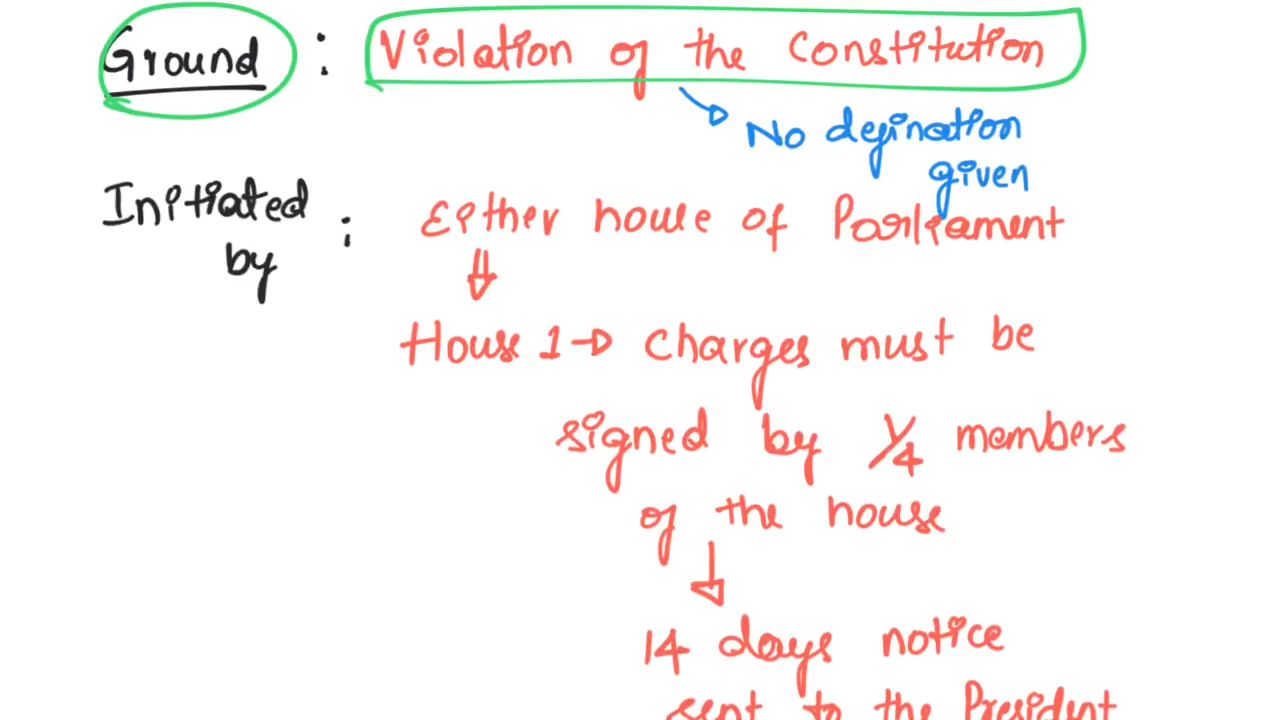 Ground : Violation of the Constitution
No defination
given
Initiated
by : Either house of Parliament
House 1 → Charges must be
signed by 1/4 members
of the house
14 days notice
sent to the President